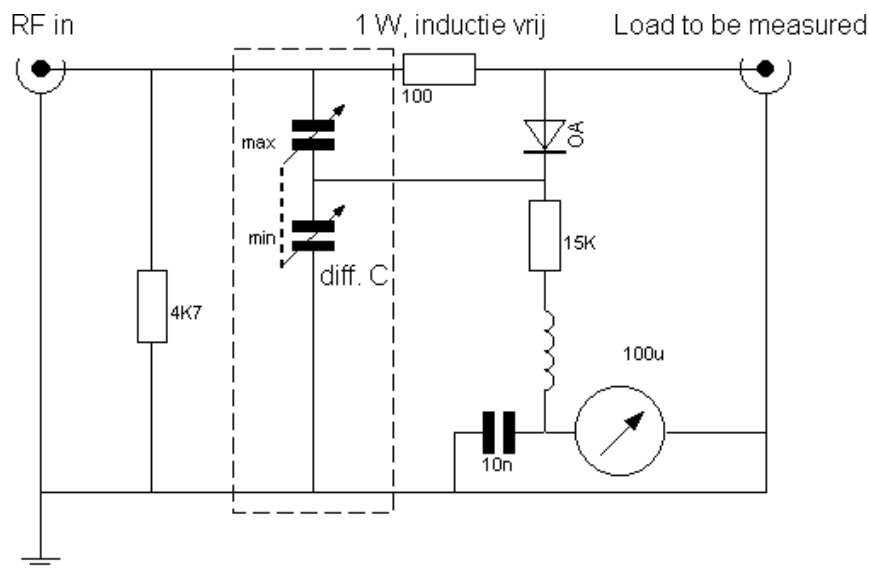 RF in
1 W, inductie vrij
Load to be measured
100
max
OA
min
15K
diff. C
4K7
100u
10n